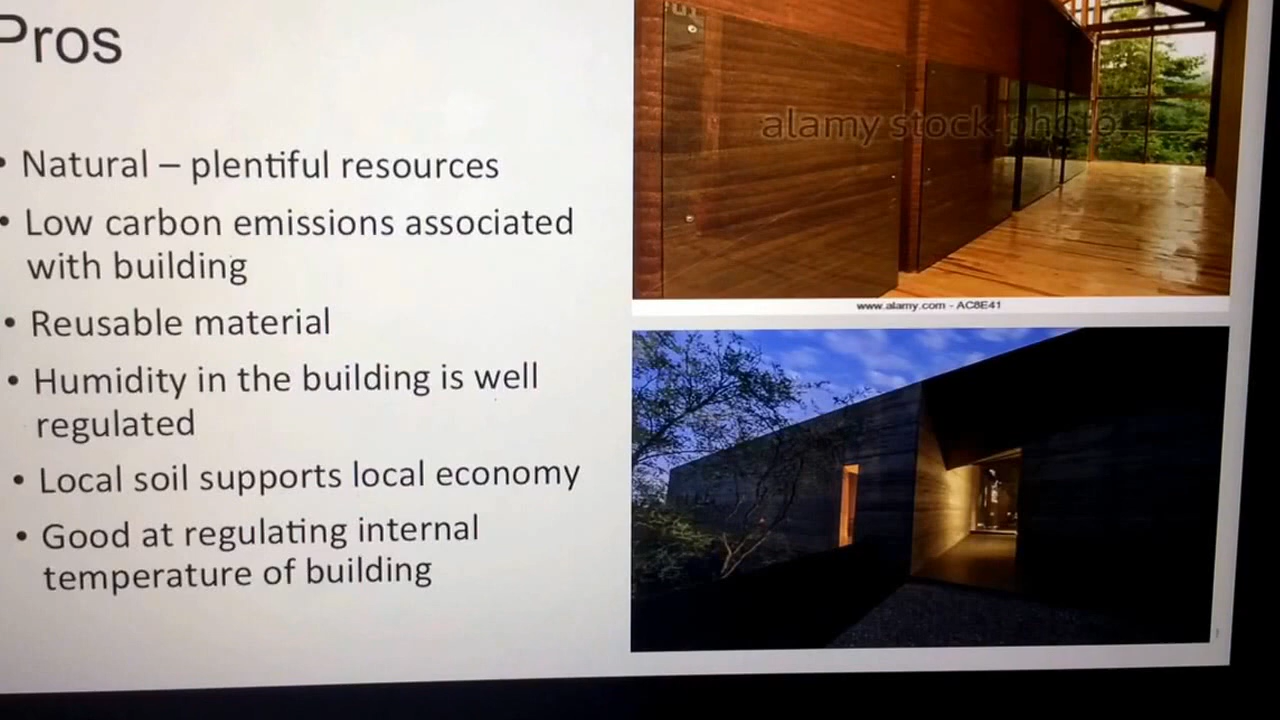 Pros
• Natural – plentiful resources
• Low carbon emissions associated
with building
• Reusable material
• Humidity in the building is well
regulated
• Local soil supports local economy
• Good at regulating internal
temperature of building
alamy stock photo
www.alamy.com - AC8E41